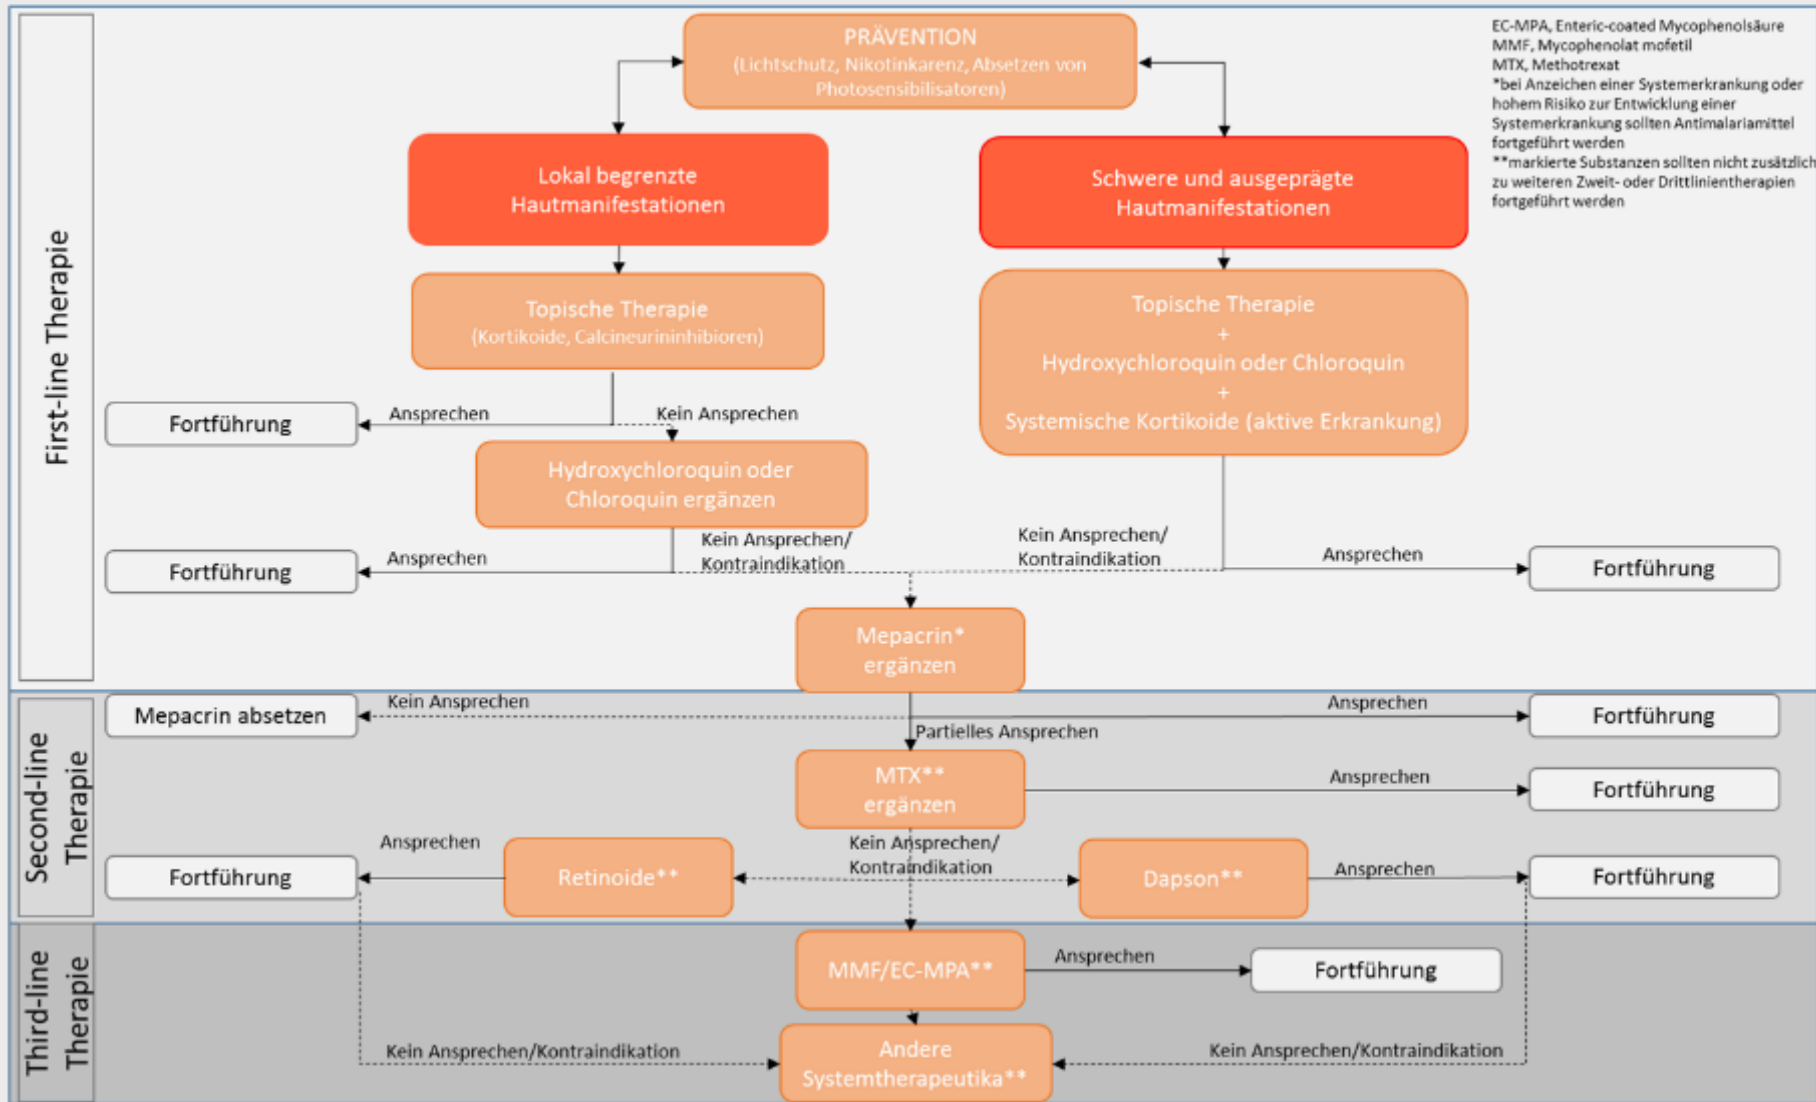 PRÄVENTION
(Lichtschutz, Nikotinkarenz, Absetzen von
Photosensibilisatoren)
EC-MPA, Enteric-coated Mycophenolsäure
MMF, Mycophenolat mofetil
MTX, Methotrexat
*bei Anzeichen einer Systemerkrankung oder
hohem Risiko zur Entwicklung einer
Systemerkrankung sollten Antimalariamittel
fortgeführt werden
**markierte Substanzen sollten nicht zusätzlich
zu weiteren Zweit- oder Drittlinientherapien
fortgeführt werden
First-line Therapie
Lokal begrenzte
Hautmanifestationen
Schwere und ausgeprägte
Hautmanifestationen
Topische Therapie
(Kortikoide, Calcineurininhibioren)
Topische Therapie
+
Hydroxychloroquin oder Chloroquin
+
Systemische Kortikoide (aktive Erkrankung)
Fortführung
Ansprechen
Kein Ansprechen
Hydroxychloroquin oder
Chloroquin ergänzen
Fortführung
Ansprechen
Kein Ansprechen/
Kontraindikation
Kein Ansprechen/
Kontraindikation
Ansprechen
Fortführung
Mepacrin*
ergänzen
Second-line
Therapie
Mepacrin absetzen
Kein Ansprechen
Ansprechen
Fortführung
Partielles Ansprechen
MTX**
ergänzen
Ansprechen
Fortführung
Fortführung
Ansprechen
Retinoide**
Kein Ansprechen/
Kontraindikation
Dapson**
Ansprechen
Fortführung
Third-line
Therapie
MMF/EC-MPA**
Ansprechen
Fortführung
Kein Ansprechen/Kontraindikation
Andere
Systemtherapeutika**
Kein Ansprechen/Kontraindikation